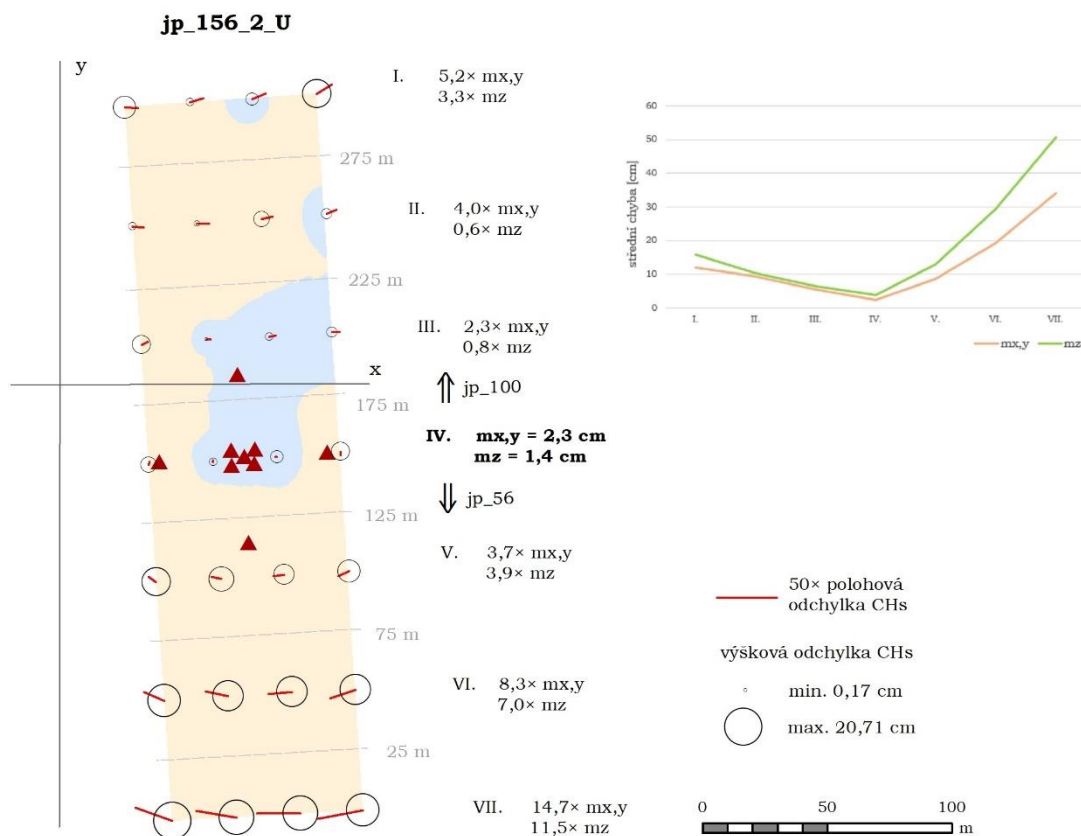 jp_156_2_U
y
I. 5,2× mx,y
3,3× mz
275 m
II. 4,0× mx,y
0,6× mz
225 m
III. 2,3× mx,y
0,8× mz
x
jp_100
175 m
IV. mx,y = 2,3 cm
mz = 1,4 cm
jp_56
125 m
V. 3,7× mx,y
3,9× mz
75 m
VI. 8,3× mx,y
7,0× mz
25 m
VII. 14,7× mx,y
11,5× mz
60
50
40
30
20
10
0
střední chyba [cm]
I. II. III. IV. V. VI. VII.
mx,y mz
50× polohová
odchylka CHs
výšková odchylka CHs
min. 0,17 cm
max. 20,71 cm
0 50 100
m